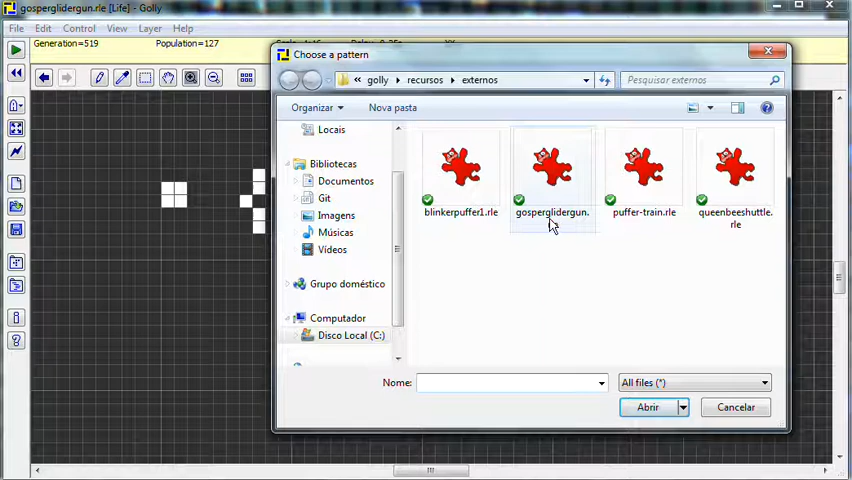 gosperglidergun.rle [Life] - Golly
File Edit Control View Layer Help
Generation=519 Population=127
Choose a pattern
« golly recursos externos
Pesquisar externos
Organizar Nova pasta
Locais
Bibliotecas
Documentos
Git
Imagens
Músicas
Vídeos
Grupo doméstico
Computador
Disco Local (C:)
blinkerpuffer1.rle
gosperglidergun.
puffer-train.rle
queenbeeshuttle.
rle
Nome:
All files (*)
Abrir Cancelar